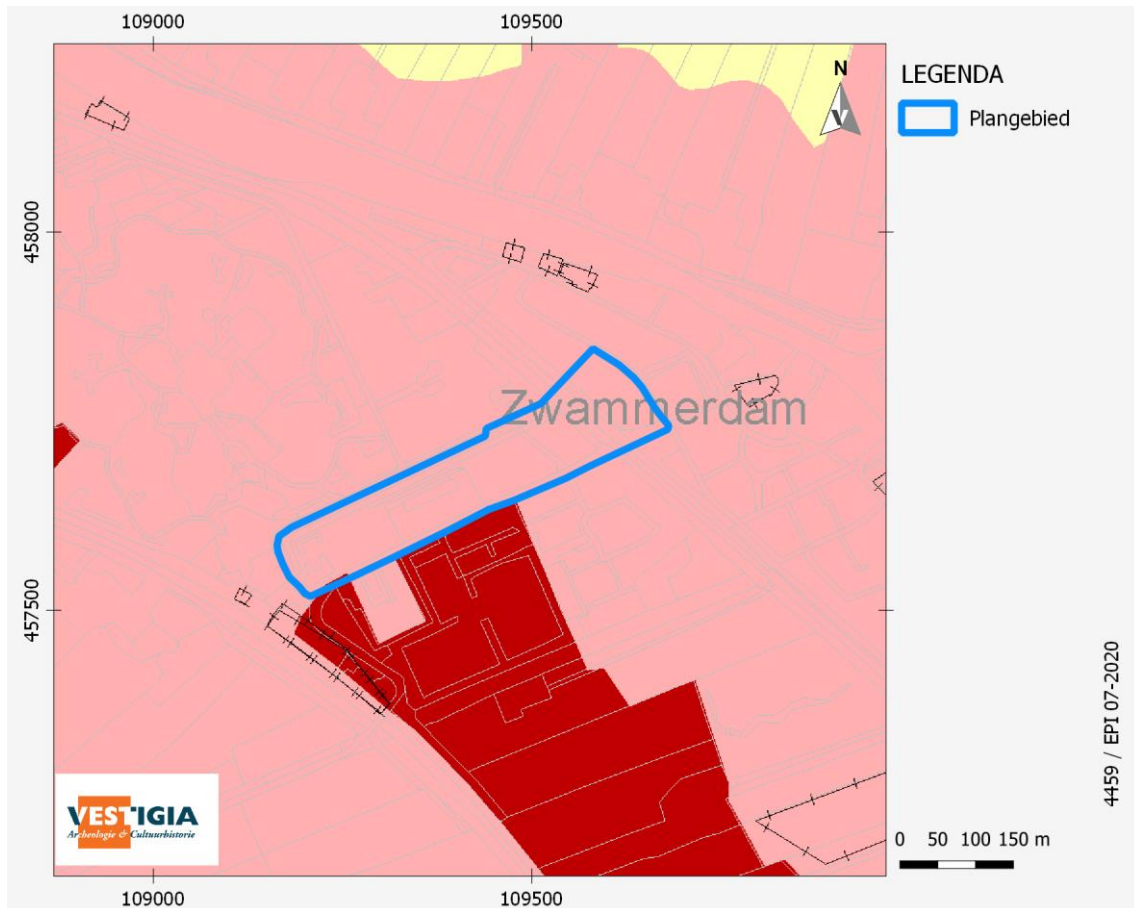 109000
109500
N
V
LEGENDA
Plangebied
458000
Zwammerdam
457500
4459 / EPI 07-2020
VESTIGIA
Archeologie & Cultuurhistorie
0 50 100 150 m
109000
109500